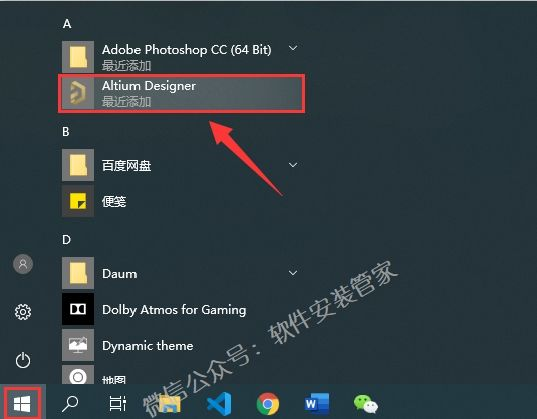 A
Adobe Photoshop CC (64 Bit)
最近添加
Altium Designer
最近添加
B
百度网盘
便笺
D
Daum
Dolby Atmos for Gaming
Dynamic theme
地图
微信公众号：软件安装管家